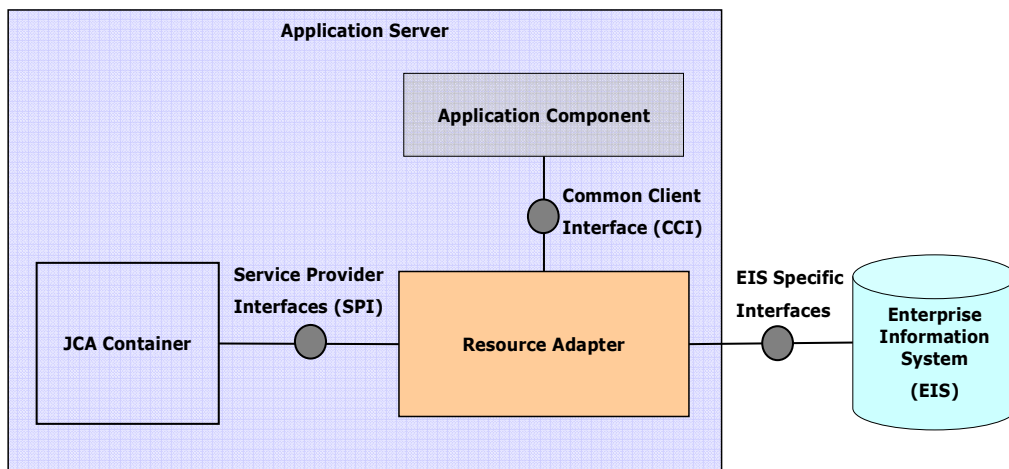 Application Server
Application Component
Common Client
Interface (CCI)
Service Provider
Interfaces (SPI)
EIS Specific
Interfaces
JCA Container
Resource Adapter
Enterprise
Information
System
(EIS)